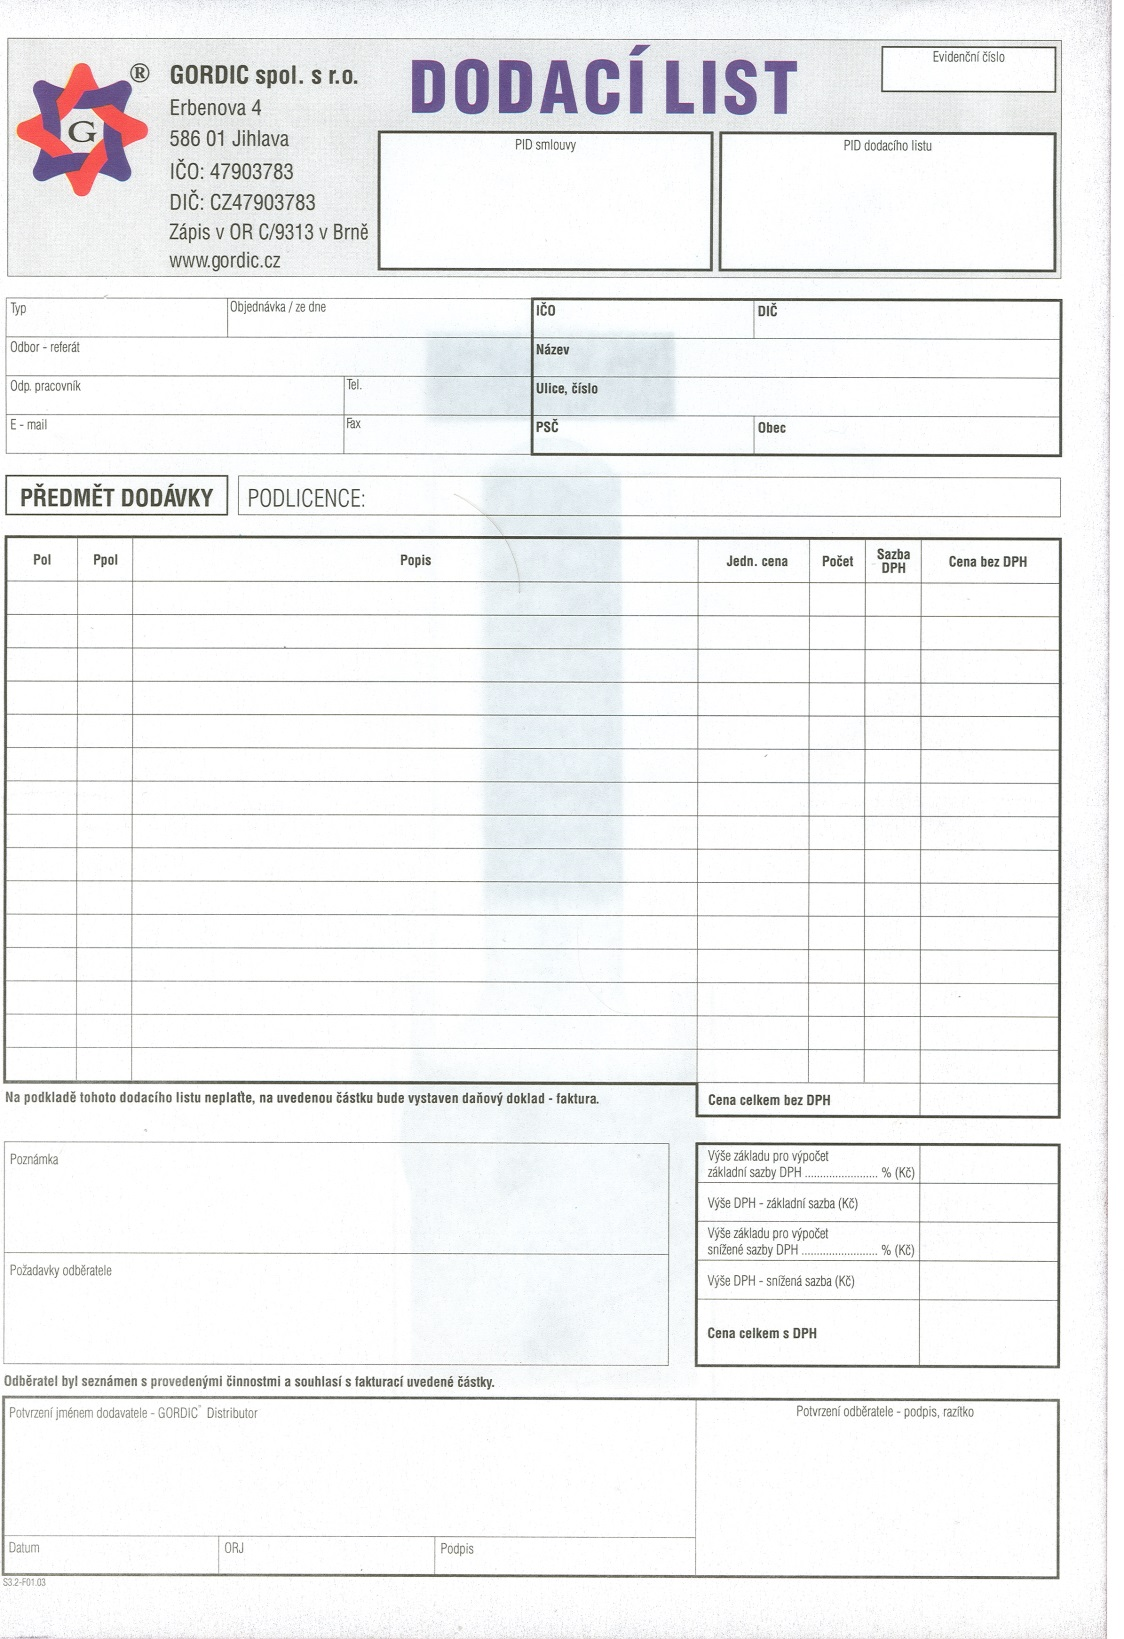 G
®
GORDIC spol. s r.o.
Erbenova 4
586 01 Jihlava
IČO: 47903783
DIČ: CZ47903783
Zápis v OR C/9313 v Brně
www.gordic.cz
DODACÍ LIST
Evidenční číslo
PID smlouvy
PID dodacího listu
Typ
Objednávka / ze dne
IČO
DIČ
Odbor - referát
Název
Odp. pracovník
Tel.
Ulice, číslo
E - mail
Fax
PSČ
Obec
PŘEDMĚT DODÁVKY
PODLICENCE:
Pol
Ppol
Popis
Jedn. cena
Počet
Sazba
DPH
Cena bez DPH
Na podkladě tohoto dodacího listu neplaťte, na uvedenou částku bude vystaven daňový doklad - faktura.
Cena celkem bez DPH
Poznámka
Výše základu pro výpočet
základní sazby DPH ........................ % (Kč)
Výše DPH - základní sazba (Kč)
Výše základu pro výpočet
snížené sazby DPH ......................... % (Kč)
Požadavky odběratele
Výše DPH - snížená sazba (Kč)
Cena celkem s DPH
Odběratel byl seznámen s provedenými činnostmi a souhlasí s fakturací uvedené částky.
Potvrzení jménem dodavatele - GORDIC® Distributor
Potvrzení odběratele - podpis, razítko
Datum
ORJ
Podpis
S3.2-F01.03